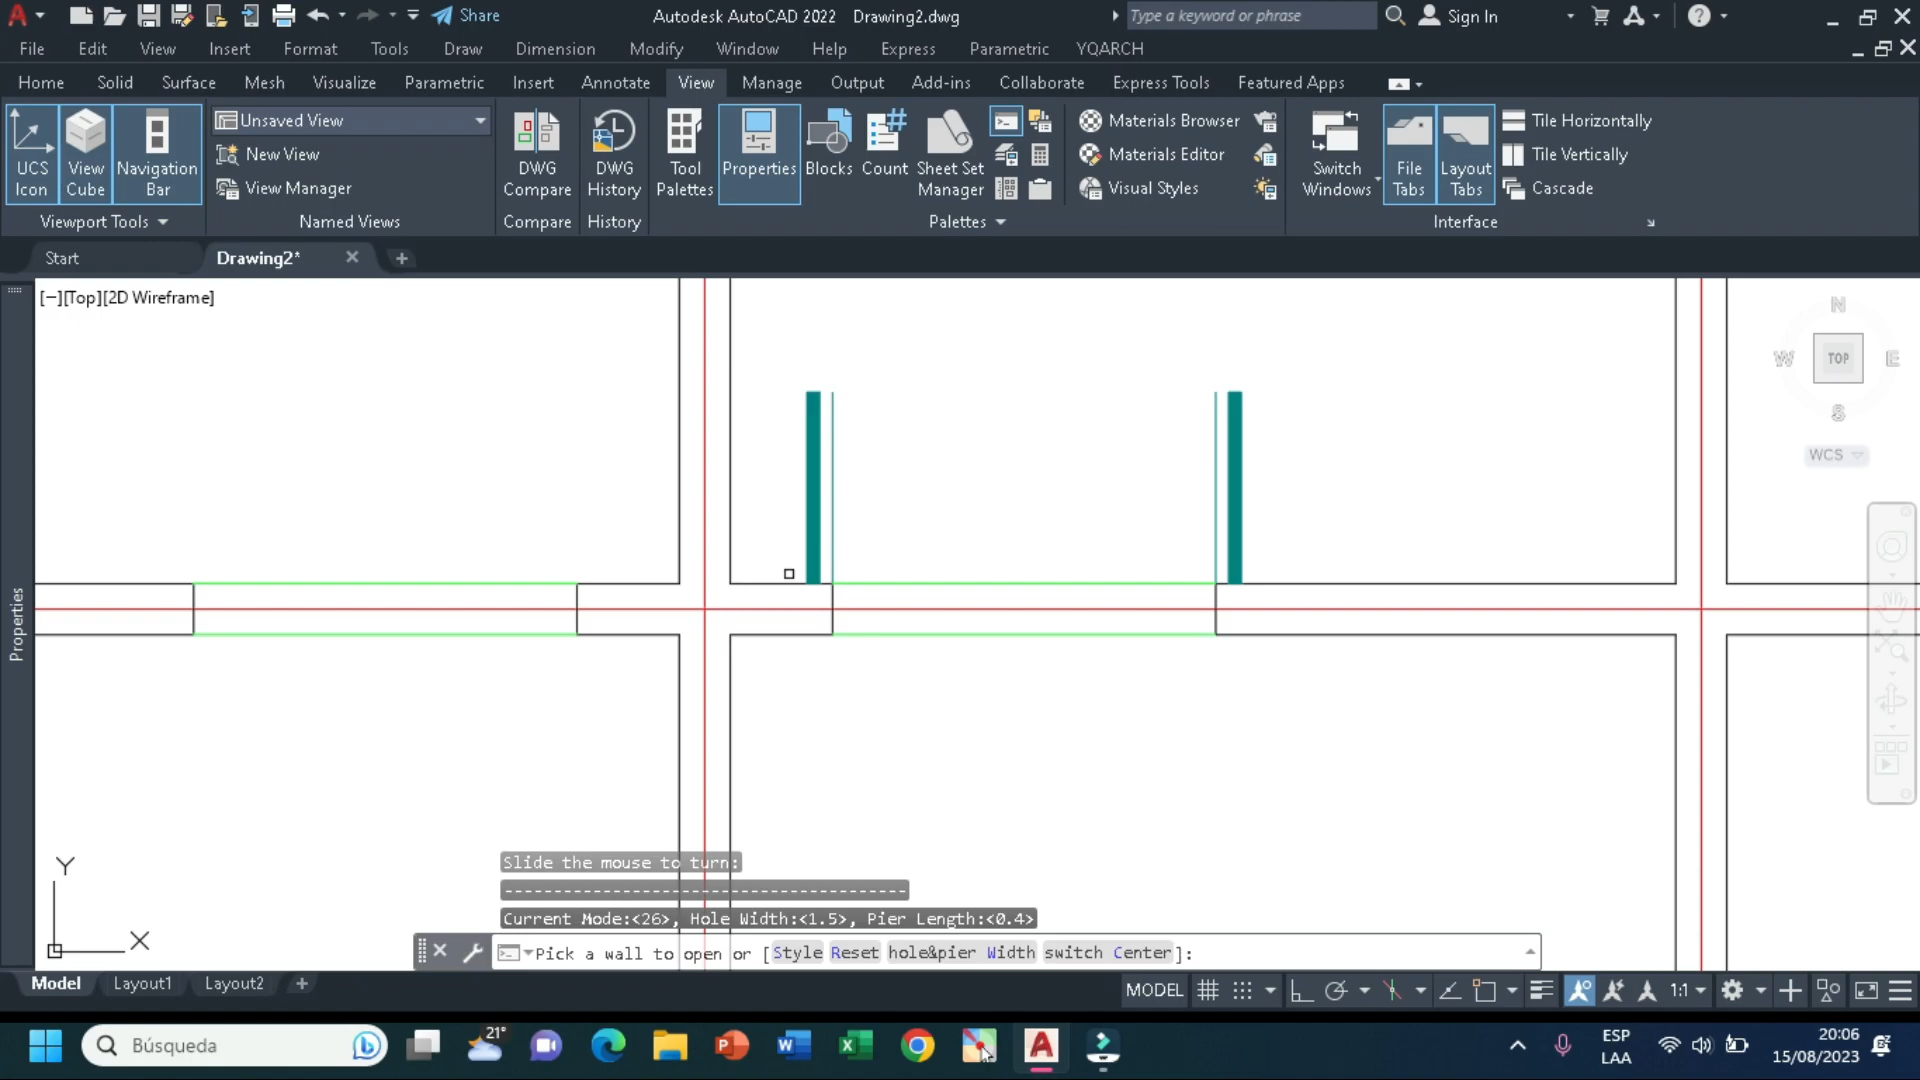 Share
Autodesk AutoCAD 2022 Drawing2.dwg
Type a keyword or phrase
Sign In
File Edit View Insert Format Tools Draw Dimension Modify Window Help Express Parametric YQARCH
Home Solid Surface Mesh Visualize Parametric Insert Annotate View Manage Output Add-ins Collaborate Express Tools Featured Apps
UCS Icon
View Cube
Navigation Bar
Viewport Tools
Unsaved View
New View
View Manager
Named Views
DWG Compare
Compare
DWG History
History
Tool Palettes
Properties
Blocks
Count
Sheet Set Manager
Palettes
Materials Browser
Materials Editor
Visual Styles
Switch Windows
File Tabs
Layout Tabs
Tile Horizontally
Tile Vertically
Cascade
Interface
Start
Drawing2*
[−][Top][2D Wireframe]
N
W TOP E
S
WCS
Properties
Y
X
Slide the mouse to turn:
-----------------------------------------
Current Mode:<26>, Hole Width:<1.5>, Pier Length:<0.4>
Pick a wall to open or [Style Reset hole&pier Width switch Center]:
Model Layout1 Layout2
MODEL
1:1
Búsqueda
21°
ESP
LAA
20:06
15/08/2023